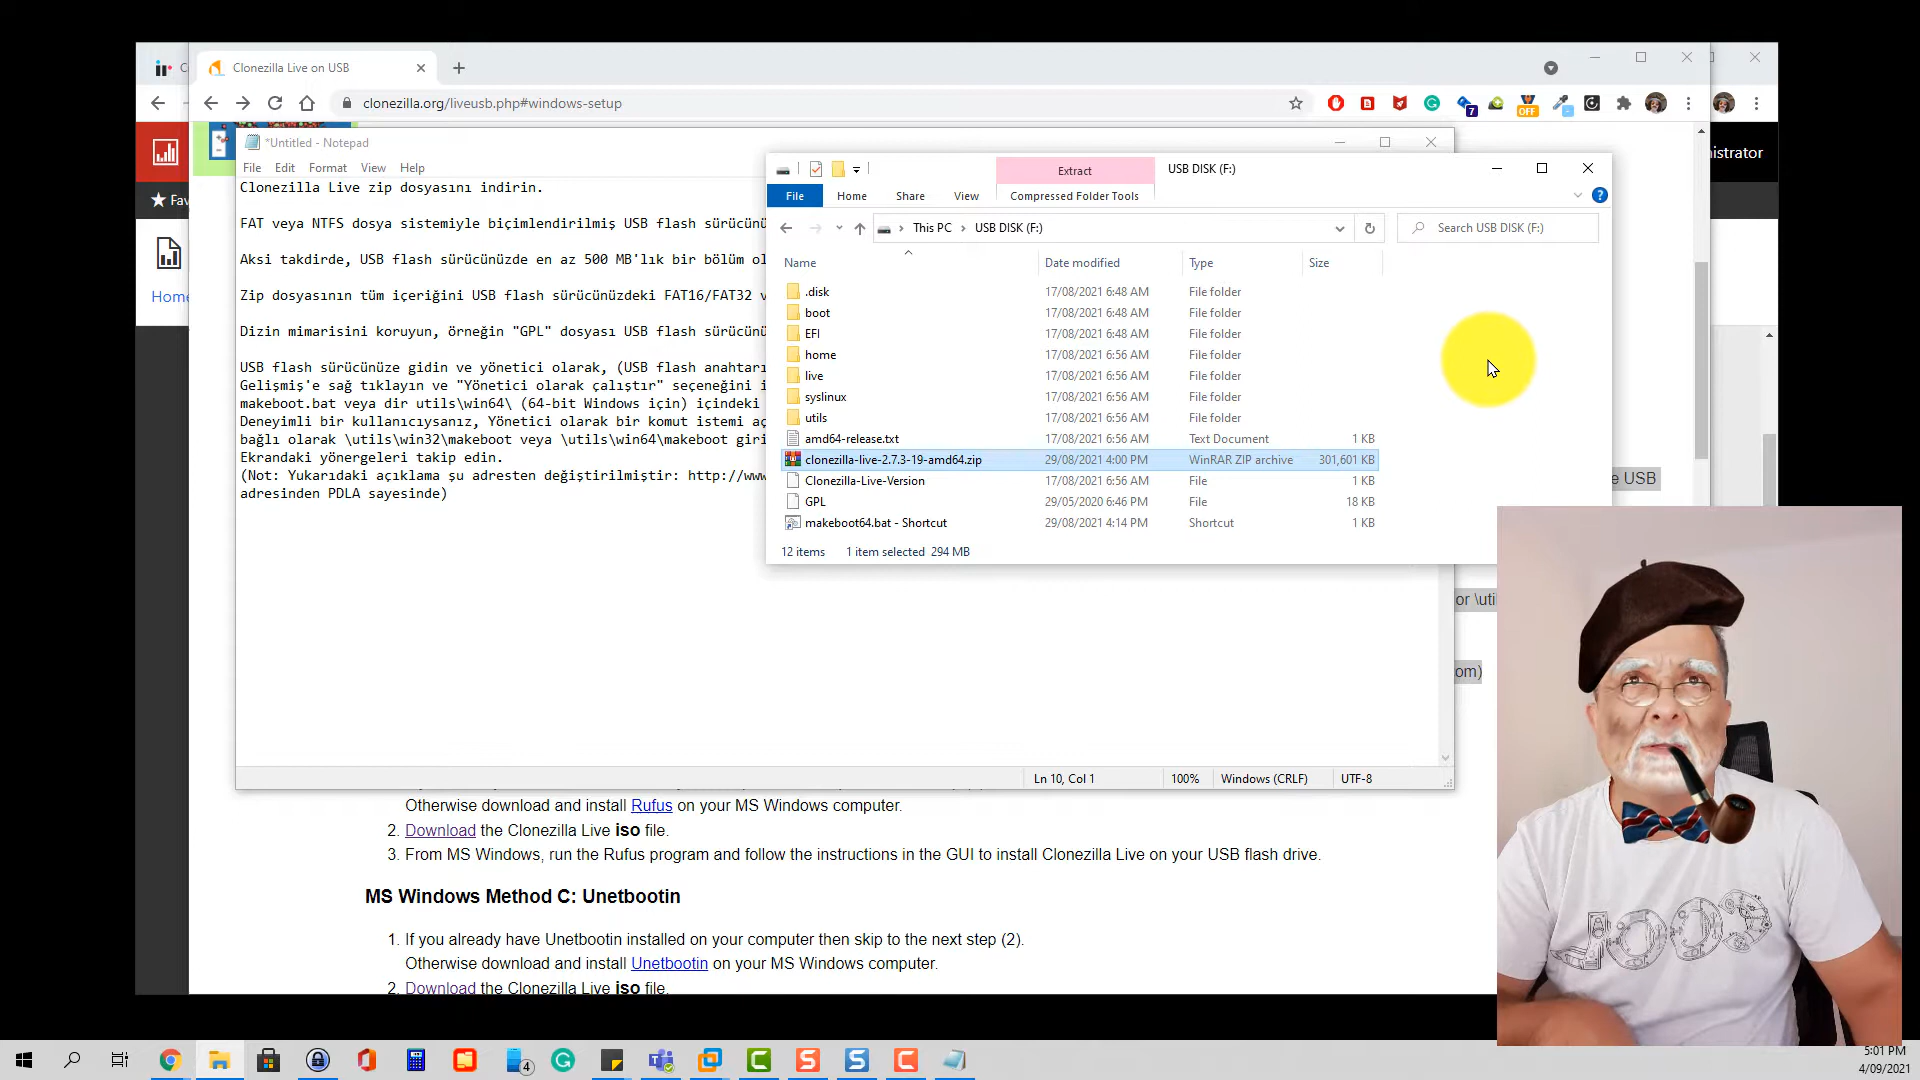 Clonezilla Live on USB
clonezilla.org/liveusb.php#windows-setup
7
OFF
*Untitled - Notepad
File Edit Format View Help
Clonezilla Live zip dosyasını indirin.
FAT veya NTFS dosya sistemiyle biçimlendirilmiş USB flash
Aksi takdirde, USB flash sürücünüzde en az 500 MB'lık bir bölüm
Zip dosyasının tüm içeriğini USB flash sürücünüzdeki FAT16/FAT32
Dizin mimarisini koruyun, örneğin "GPL" dosyası USB flash
USB flash sürücünüze gidin ve yönetici olarak, (USB flash
Gelişmiş'e sağ tıklayın ve "Yönetici olarak çalıştır" seçeneğini
makeboot.bat veya dir utils\win64\ (64-bit Windows için) içindeki
Deneyimli bir kullanıcıysanız, Yönetici olarak bir komut istemi
bağlı olarak \utils\win32\makeboot veya \utils\win64\makeboot
Ekrandaki yönergeleri takip edin.
(Not: Yukarıdaki açıklama şu adresten değiştirilmiştir: http://www
adresinden PDLA sayesinde)
Ln 10, Col 1 100% Windows (CRLF) UTF-8
Extract USB DISK (F:)
File Home Share View Compressed Folder Tools
This PC USB DISK (F:) Search USB DISK (F:)
Name Date modified Type Size
.disk 17/08/2021 6:48 AM File folder
boot 17/08/2021 6:48 AM File folder
EFI 17/08/2021 6:48 AM File folder
home 17/08/2021 6:56 AM File folder
live 17/08/2021 6:56 AM File folder
syslinux 17/08/2021 6:56 AM File folder
utils 17/08/2021 6:56 AM File folder
amd64-release.txt 17/08/2021 6:56 AM Text Document 1 KB
clonezilla-live-2.7.3-19-amd64.zip 29/08/2021 4:00 PM WinRAR ZIP archive 301,601 KB
Clonezilla-Live-Version 17/08/2021 6:56 AM File 1 KB
GPL 29/05/2020 6:46 PM File 18 KB
makeboot64.bat - Shortcut 29/08/2021 4:14 PM Shortcut 1 KB
12 items 1 item selected 294 MB
Fav
Home
nistrator
e USB
or \util
om)
Otherwise download and install Rufus on your MS Windows computer.
2. Download the Clonezilla Live iso file.
3. From MS Windows, run the Rufus program and follow the instructions in the GUI to install Clonezilla Live on your USB flash drive.
MS Windows Method C: Unetbootin
1. If you already have Unetbootin installed on your computer then skip to the next step (2).
Otherwise download and install Unetbootin on your MS Windows computer.
2. Download the Clonezilla Live iso file.
4
5:01 PM
4/09/2021